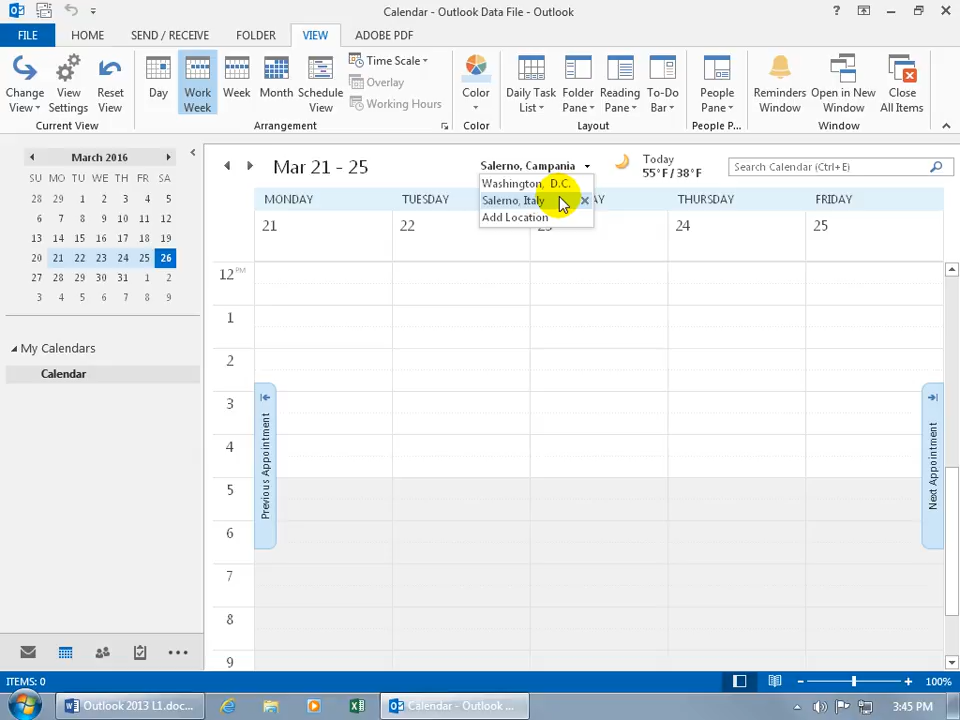 Calendar - Outlook Data File - Outlook
?
FILE HOME SEND / RECEIVE FOLDER VIEW ADOBE PDF
Change View
View Settings
Reset View
Current View
Day
Work Week
Week
Month
Schedule View
Time Scale
Overlay
Working Hours
Arrangement
Color
Color
Daily Task List
Folder Pane
Reading Pane
To-Do Bar
Layout
People Pane
People P...
Reminders Window
Open in New Window
Close All Items
Window
March 2016
SU MO TU WE TH FR SA
28 29 1 2 3 4 5
6 7 8 9 10 11 12
13 14 15 16 17 18 19
20 21 22 23 24 25 26
27 28 29 30 31 1 2
3 4 5 6 7 8 9
My Calendars
Calendar
Mar 21 - 25
Salerno, Campania
Washington, D.C.
Salerno, Italy
Add Location
Today
55°F / 38°F
Search Calendar (Ctrl+E)
MONDAY TUESDAY AY THURSDAY FRIDAY
21 22 23 24 25
12 PM
1
2
3
4
5
6
7
8
9
Previous Appointment
Next Appointment
ITEMS: 0
100%
Outlook 2013 L1.doc...
Calendar - Outlook ...
3:45 PM